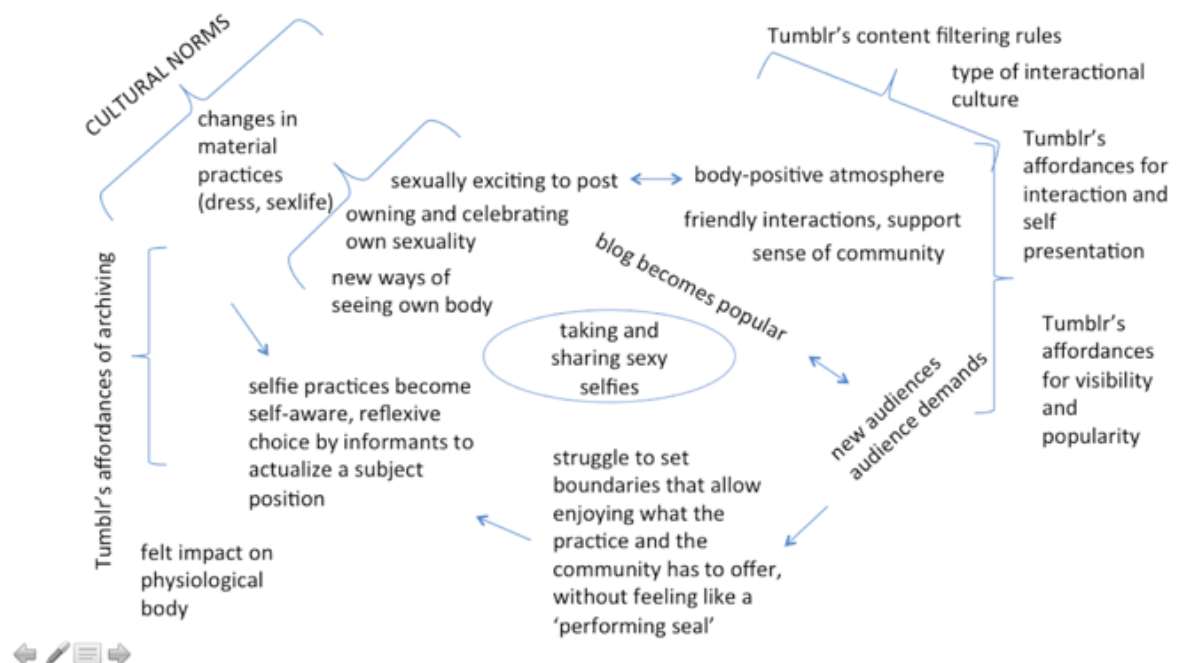 CULTURAL NORMS
changes in
material
practices
(dress, sexlife)
Tumblr's content filtering rules
type of interactional
culture
Tumblr's
affordances for
interaction and
self
presentation
sexually exciting to post
body-positive atmosphere
owning and celebrating
own sexuality
friendly interactions, support
sense of community
new ways of
seeing own body
blog becomes popular
taking and
sharing sexy
selfies
Tumblr's
affordances
for visibility
and
popularity
new audiences
audience demands
Tumblr's affordances of archiving
selfie practices become
self-aware, reflexive
choice by informants to
actualize a subject
position
struggle to set
boundaries that allow
enjoying what the
practice and the
community has to offer,
without feeling like a
‘performing seal’
felt impact on
physiological
body